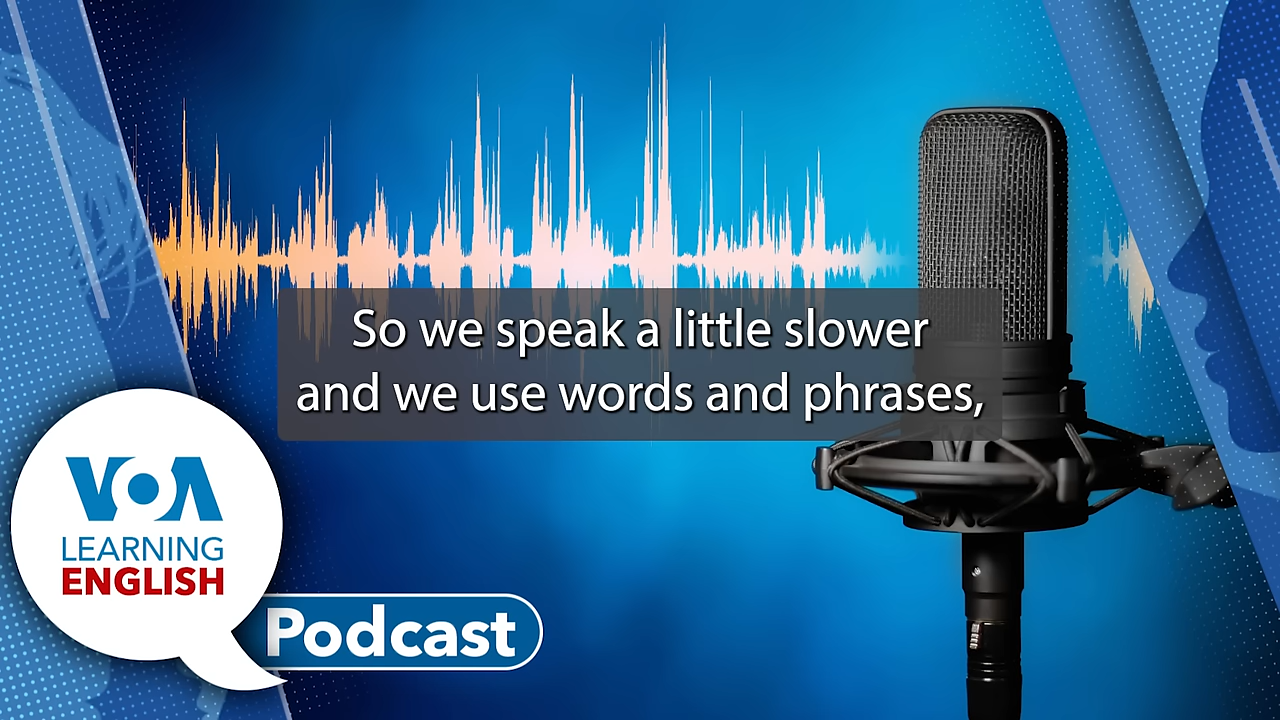 So we speak a little slower
and we use words and phrases,
VOA
LEARNING
ENGLISH
Podcast